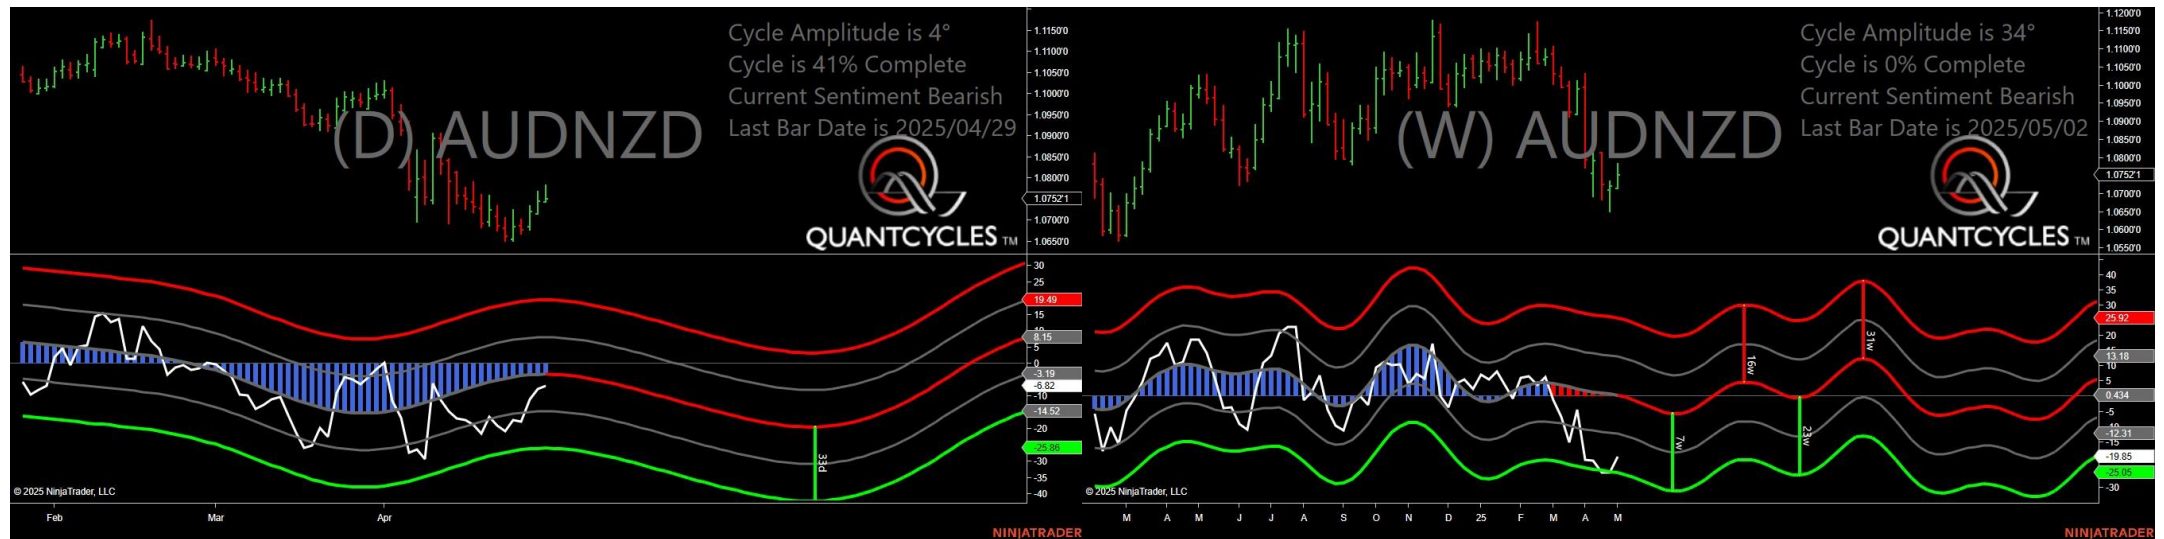 Cycle Amplitude is 4°
Cycle is 41% Complete
Current Sentiment Bearish
Last Bar Date is 2025/04/29
(D) AUDNZD
QUANTCYCLES TM
1.1150'0
1.1100'0
1.1050'0
1.1000'0
1.0950'0
1.0900'0
1.0850'0
1.0800'0
1.0752'1
1.0700'0
1.0650'0
30
25
19.49
15
8.15
5
0
-3.19
-6.82
-10
-14.52
-20
-25.86
-30
-35
-40
33d
© 2025 NinjaTrader, LLC
Feb
Mar
Apr
NINJATRADER
Cycle Amplitude is 34°
Cycle is 0% Complete
Current Sentiment Bearish
Last Bar Date is 2025/05/02
(W) AUDNZD
QUANTCYCLES TM
1.1200'0
1.1150'0
1.1100'0
1.1050'0
1.1000'0
1.0950'0
1.0900'0
1.0850'0
1.0800'0
1.0752'1
1.0700'0
1.0650'0
1.0600'0
1.0550'0
40
35
30
25.92
20
13.18
10
5
0.434
-5
-12.31
-15
-19.85
-25.05
-30
7w
16w
23w
31w
© 2025 NinjaTrader, LLC
M A M J J A S O N D 25 F M A M
NINJATRADER